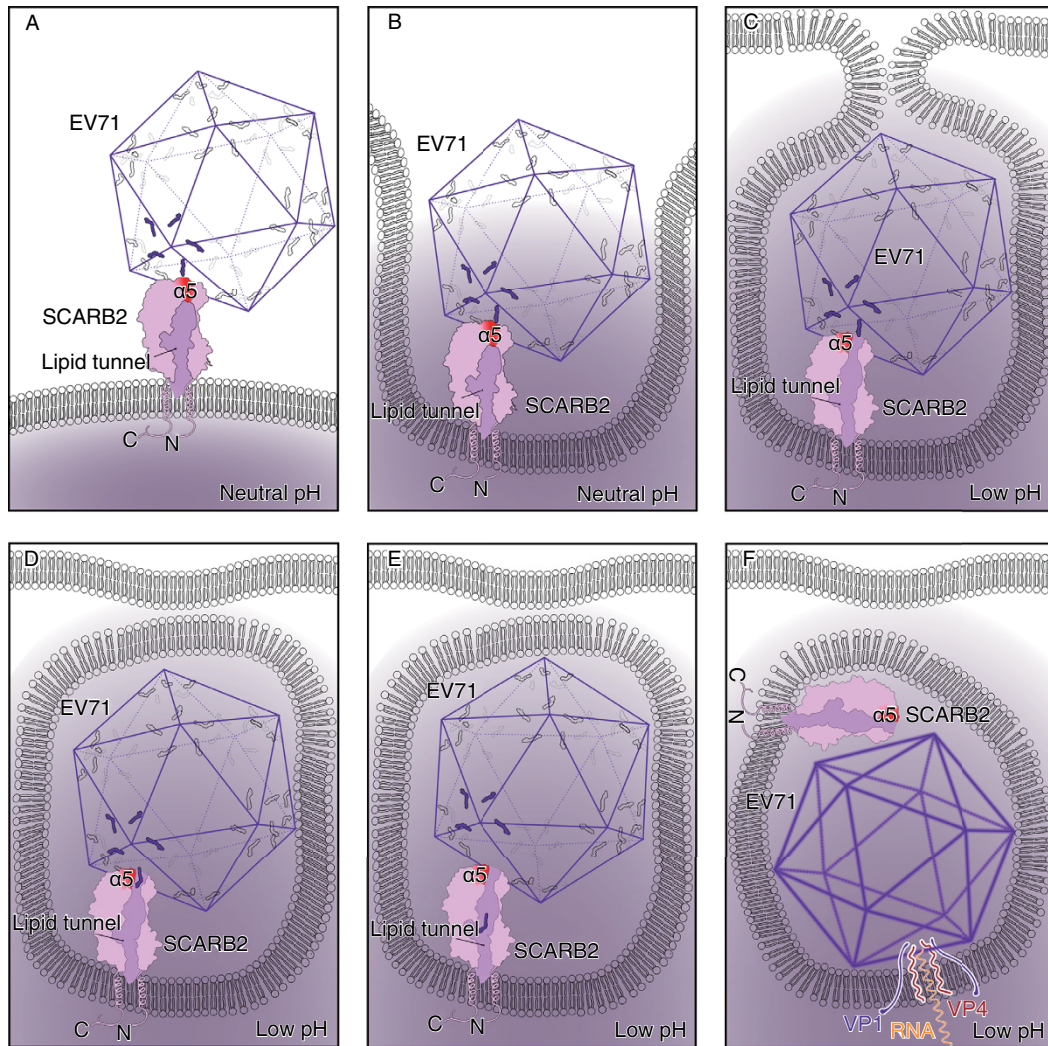 A
EV71
α5
SCARB2
Lipid tunnel
C
N
Neutral pH
B
EV71
α5
Lipid tunnel
SCARB2
C
N
Neutral pH
C
EV71
α5
Lipid tunnel
SCARB2
C
N
Low pH
D
EV71
α5
Lipid tunnel
SCARB2
C
N
Low pH
E
EV71
α5
Lipid tunnel
SCARB2
C
N
Low pH
F
C
N
α5 SCARB2
EV71
VP1
RNA
VP4
Low pH